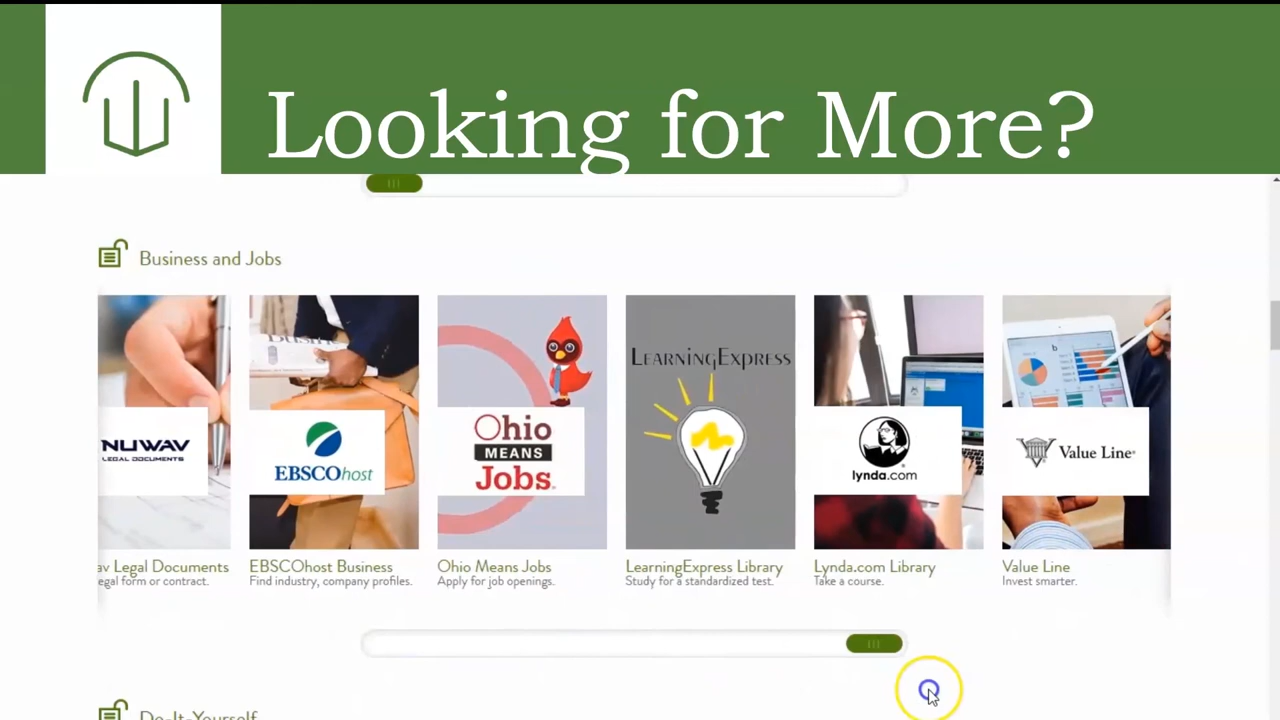 Looking for More?
Business and Jobs
Busin
NUWAV
LEGAL DOCUMENTS
EBSCOhost
Ohio
MEANS
Jobs
LEARNINGEXPRESS
lynda.com
Value Line®
av Legal Documents
egal form or contract.
EBSCOhost Business
Find industry, company profiles.
Ohio Means Jobs
Apply for job openings.
LearningExpress Library
Study for a standardized test.
Lynda.com Library
Take a course.
Value Line
Invest smarter.
Do-It-Yourself